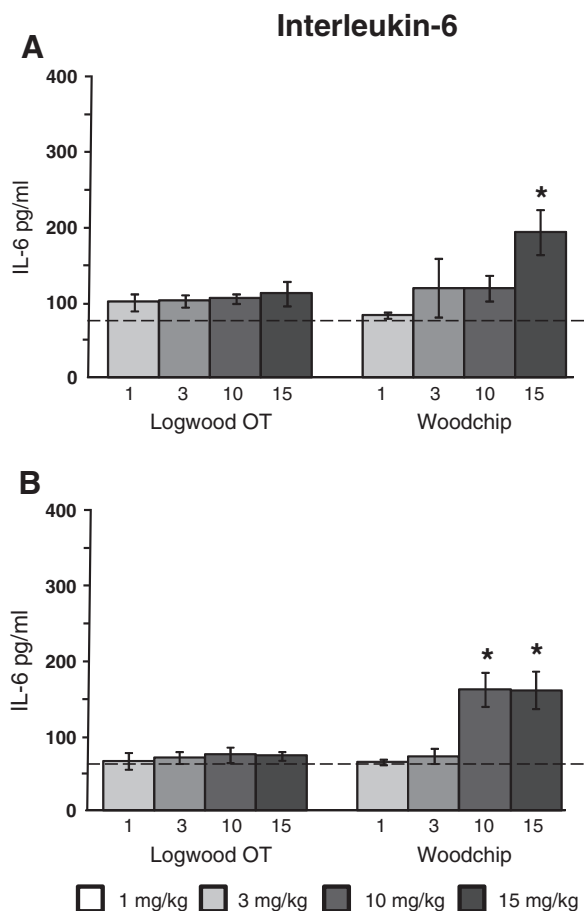 Interleukin-6
A
400
300
200
100
0
IL-6 pg/ml
*
1 3 10 15 1 3 10 15
Logwood OT Woodchip
B
400
300
200
100
0
IL-6 pg/ml
* *
1 3 10 15 1 3 10 15
Logwood OT Woodchip
1 mg/kg 3 mg/kg 10 mg/kg 15 mg/kg